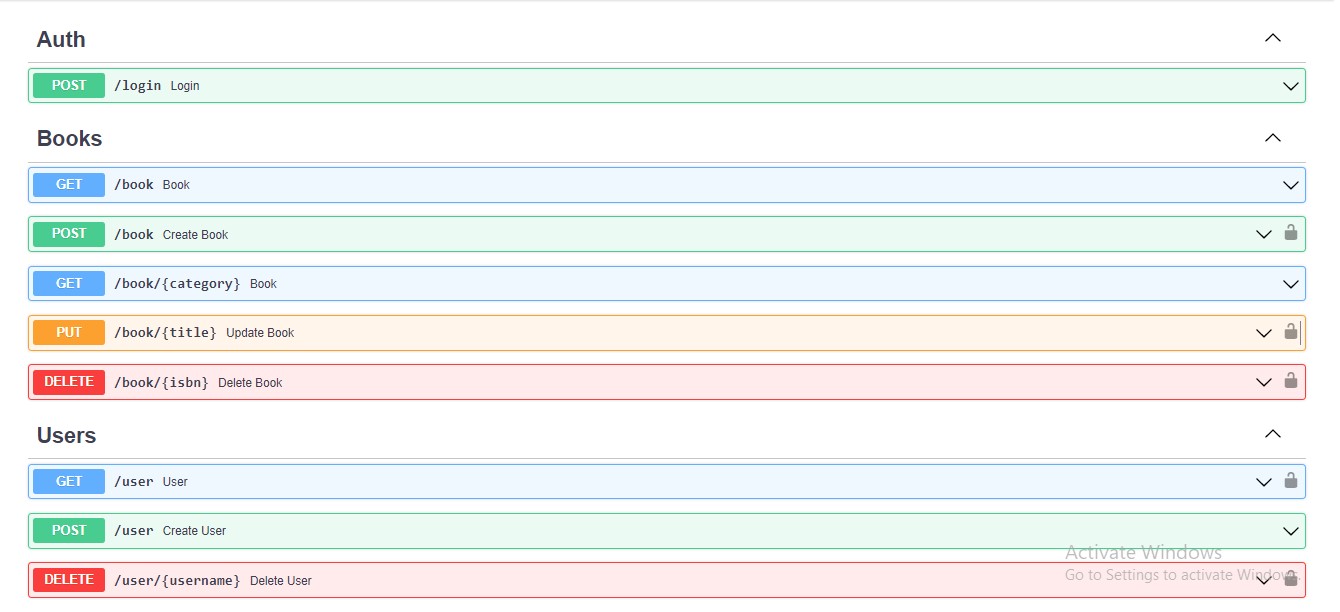 Auth
POST /login Login
Books
GET /book Book
POST /book Create Book
GET /book/{category} Book
PUT /book/{title} Update Book
DELETE /book/{isbn} Delete Book
Users
GET /user User
POST /user Create User
Activate Windows
Go to Settings to activate Windows.
DELETE /user/{username} Delete User